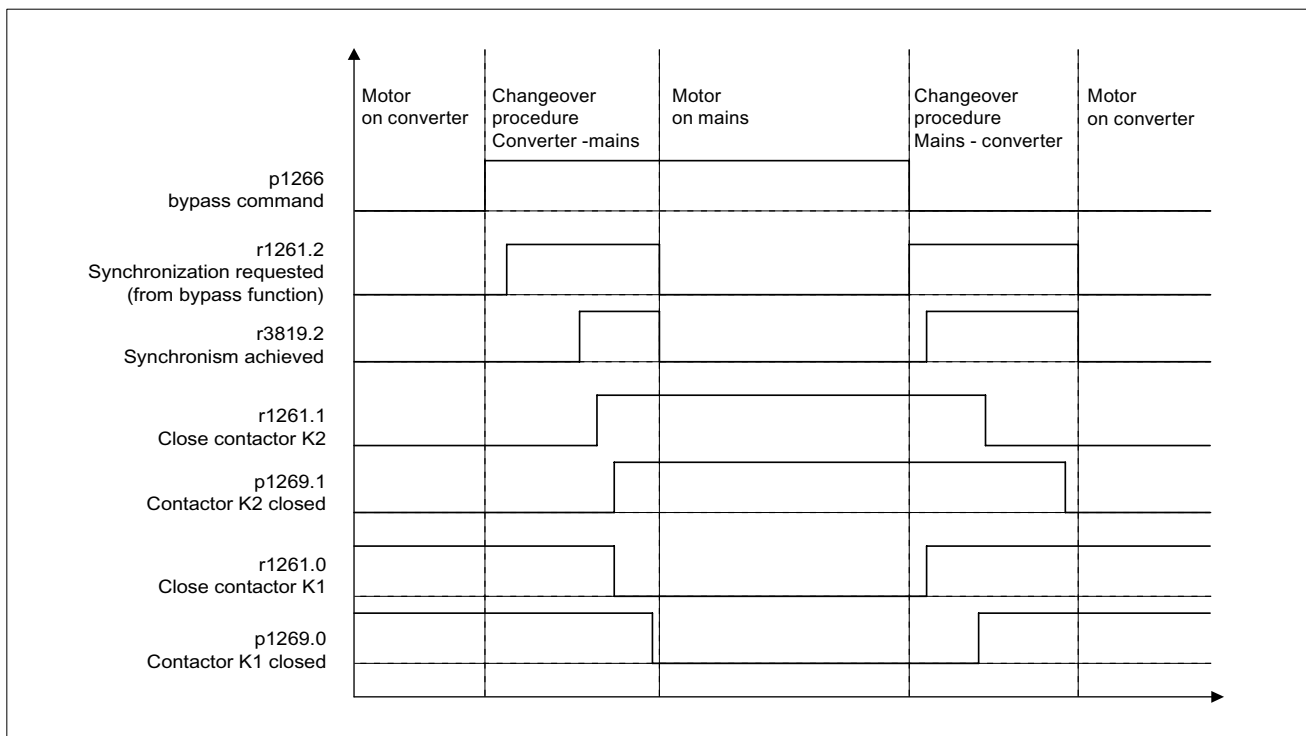 Motor
on converter
Changeover
procedure
Converter -mains
Motor
on mains
Changeover
procedure
Mains - converter
Motor
on converter
p1266
bypass command
r1261.2
Synchronization requested
(from bypass function)
r3819.2
Synchronism achieved
r1261.1
Close contactor K2
p1269.1
Contactor K2 closed
r1261.0
Close contactor K1
p1269.0
Contactor K1 closed